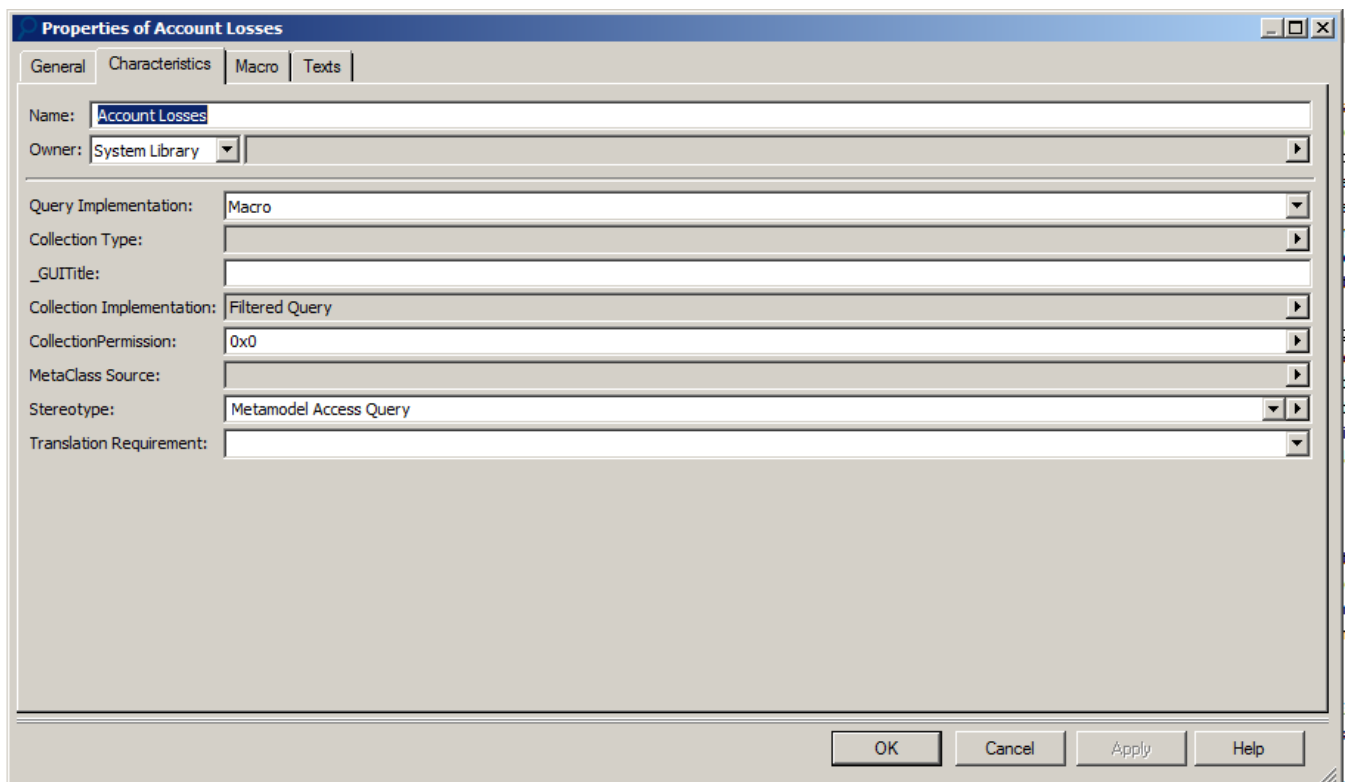 Properties of Account Losses
General Characteristics Macro Texts
Name: Account Losses
Owner: System Library
Query Implementation: Macro
Collection Type:
_GUITitle:
Collection Implementation: Filtered Query
CollectionPermission: 0x0
MetaClass Source:
Stereotype: Metamodel Access Query
Translation Requirement:
OK Cancel Apply Help